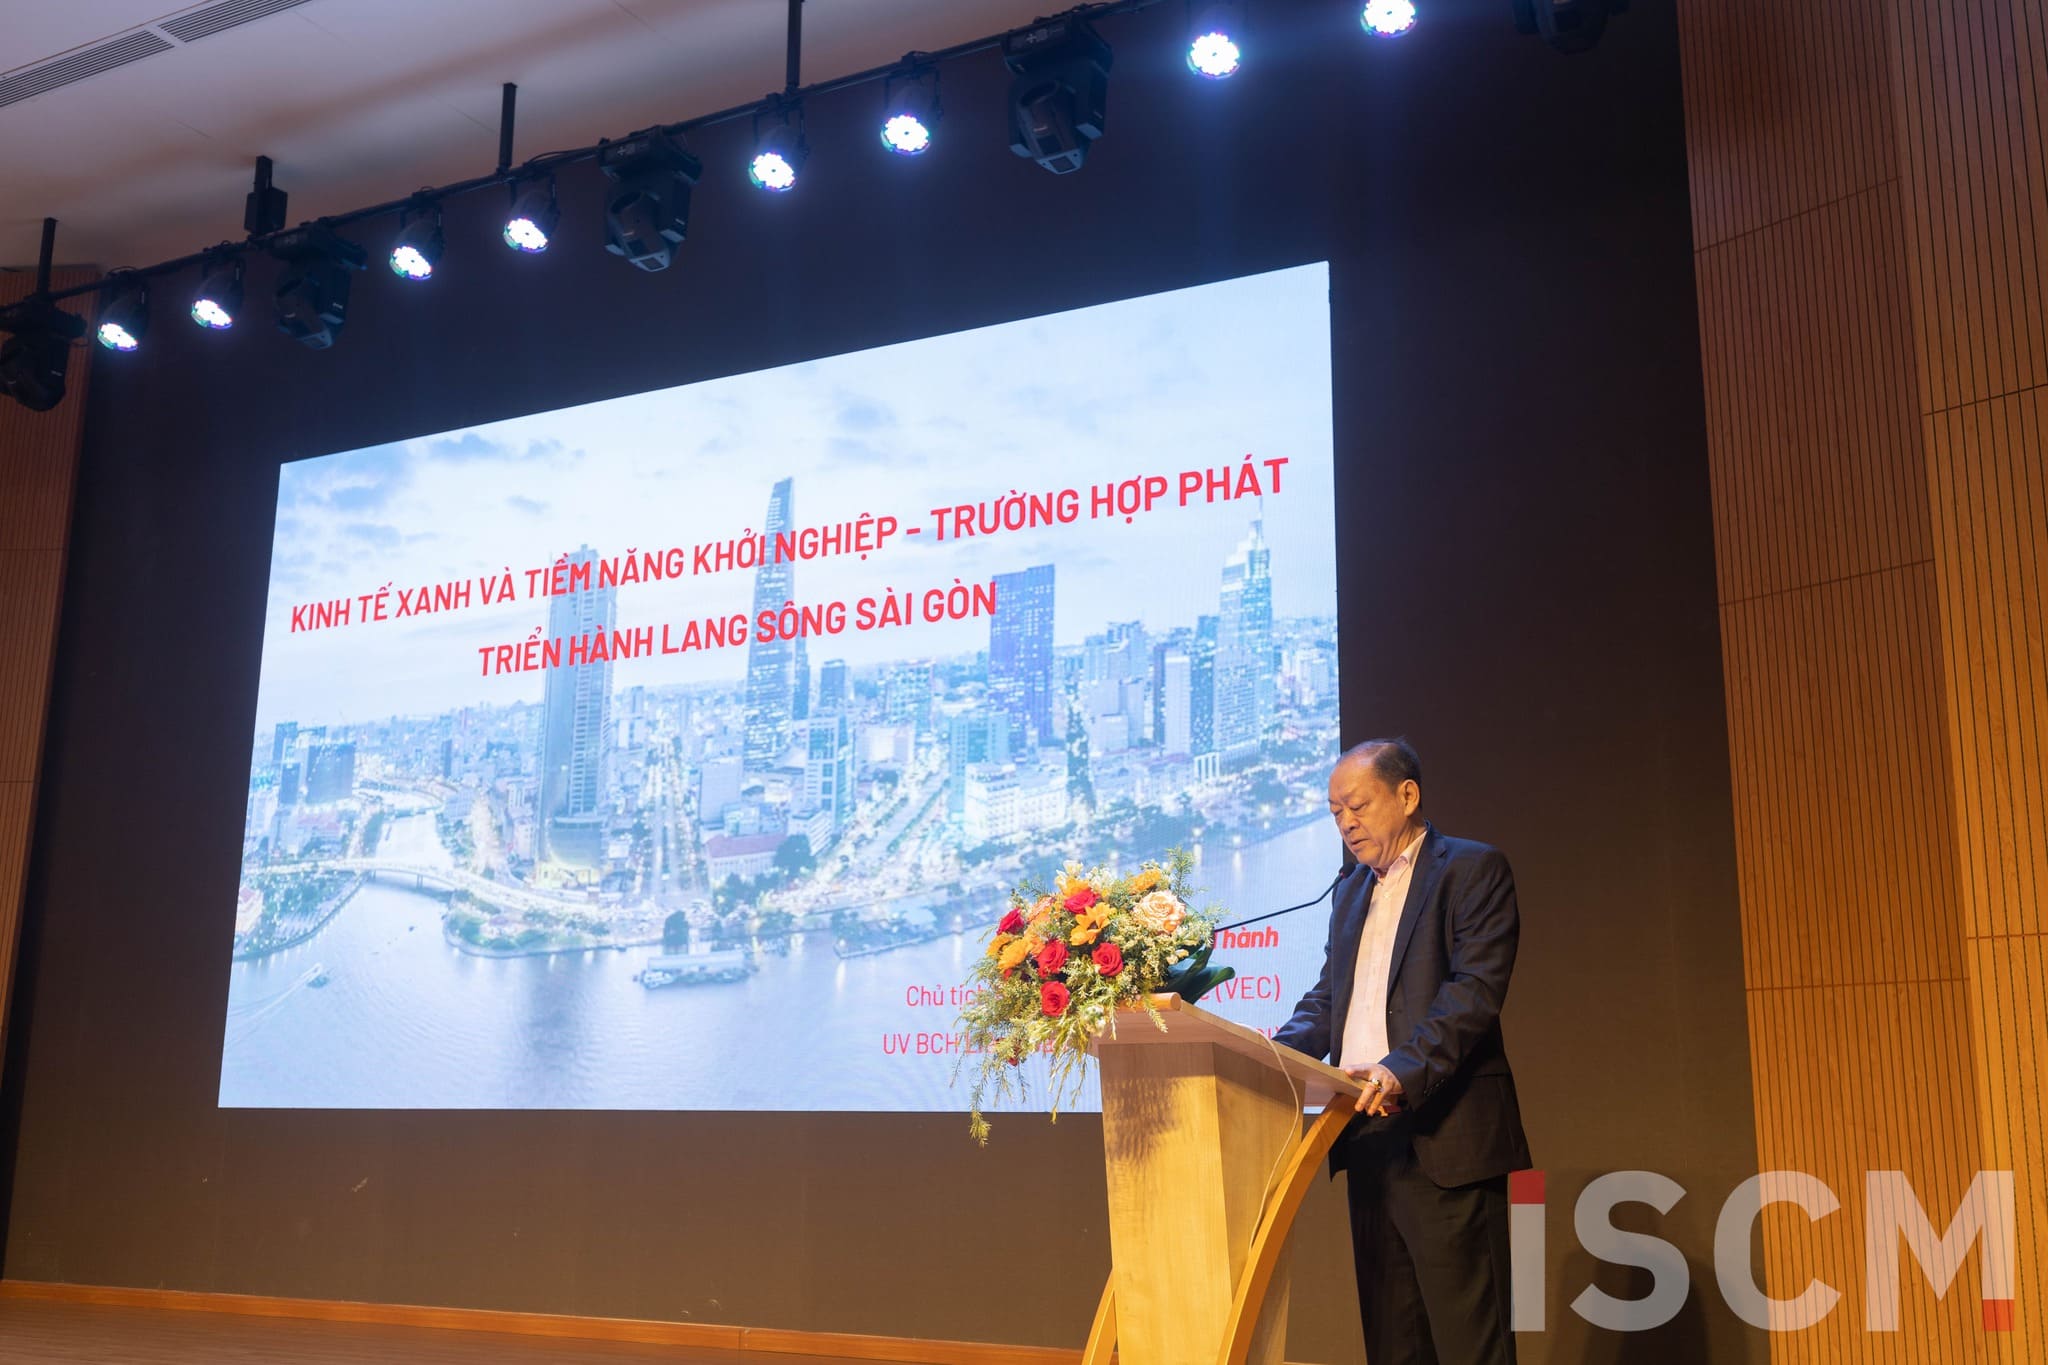 KINH TẾ XANH VÀ TIỀM NĂNG KHỞI NGHIỆP - TRƯỜNG HỢP PHÁT
TRIỂN HÀNH LANG SÔNG SÀI GÒN
hành
Chủ tịch (VEC)
UV BCH
iSCM